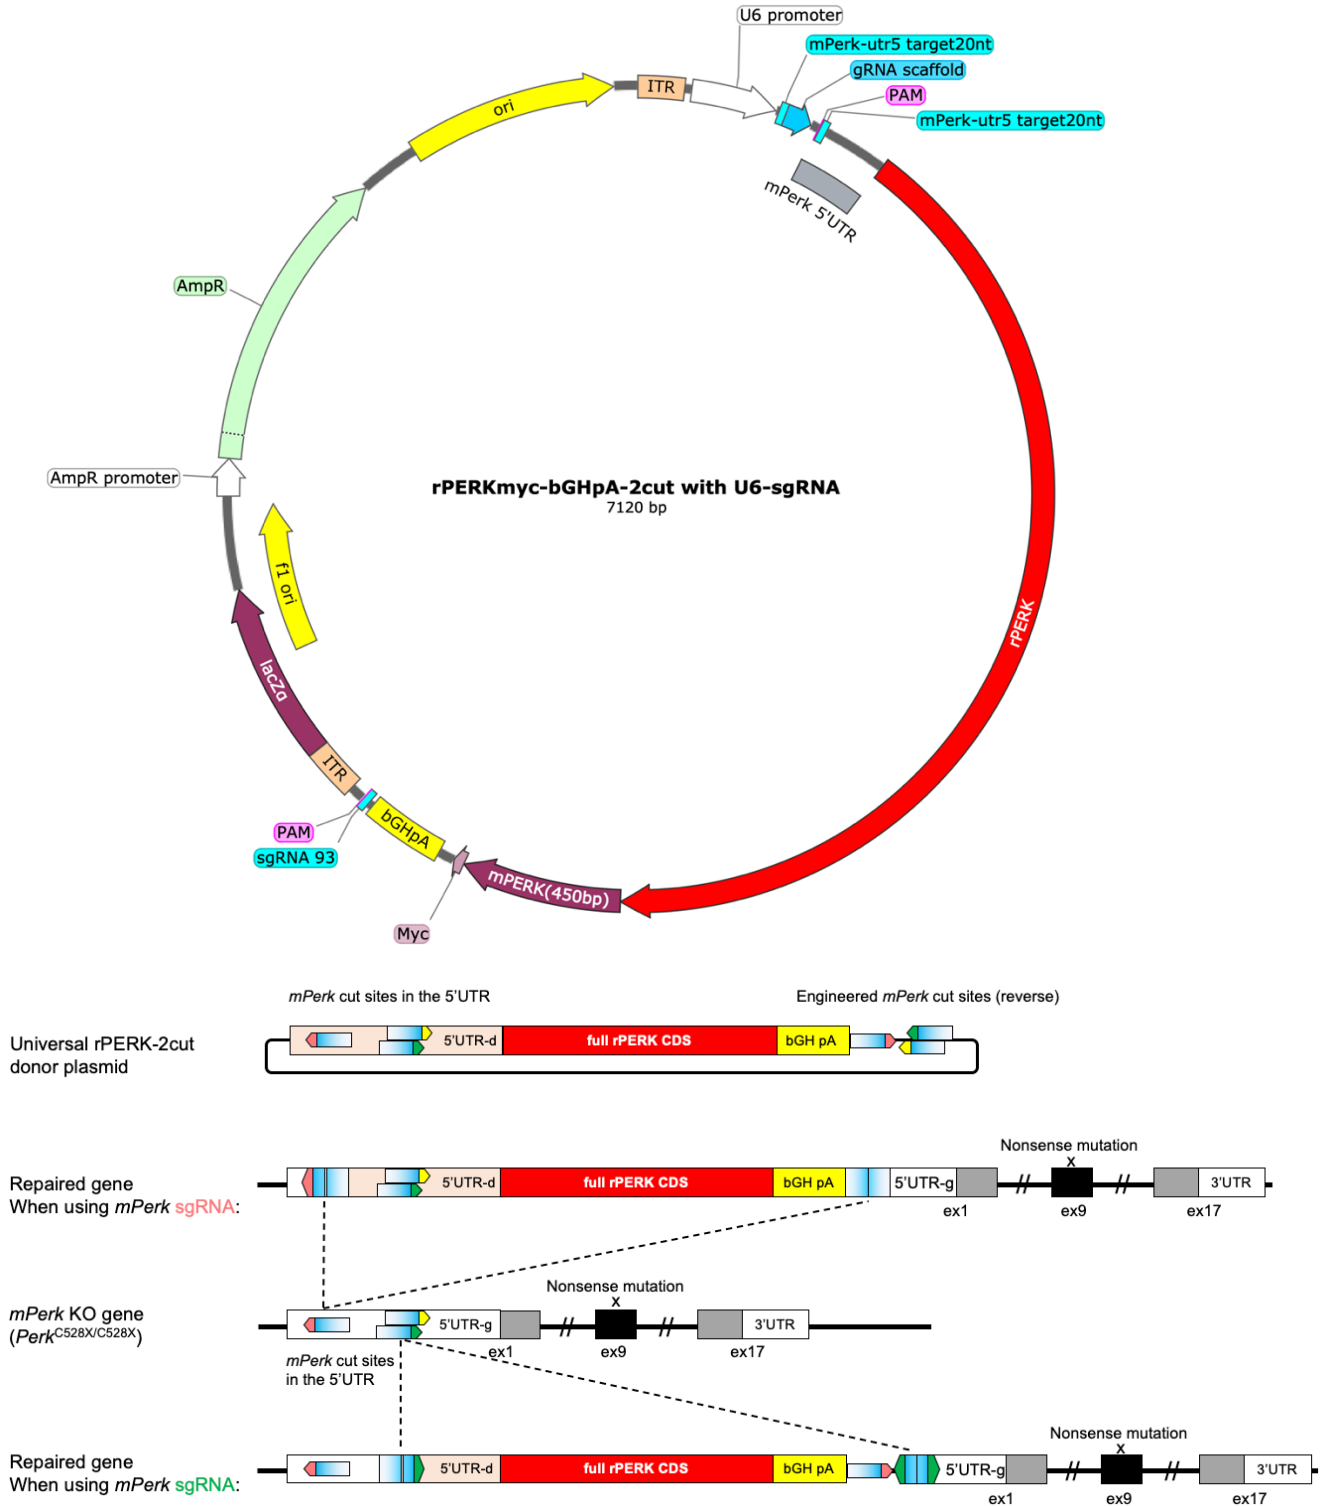 U6 promoter
mPerk-utr5 target20nt
gRNA scaffold
PAM
mPerk-utr5 target20nt
ITR
ori
mPerk 5'UTR
AmpR
AmpR promoter
rPERKmyc-bGHpA-2cut with U6-sgRNA
7120 bp
f1 ori
rPERK
lacZα
ITR
PAM
sgRNA 93
bGHpA
mPERK(450bp)
Myc
mPerk cut sites in the 5'UTR
Engineered mPerk cut sites (reverse)
Universal rPERK-2cut
donor plasmid
5'UTR-d
full rPERK CDS
bGH pA
Nonsense mutation
x
Repaired gene
When using mPerk sgRNA:
5'UTR-d
full rPERK CDS
bGH pA
5'UTR-g
3'UTR
ex1
ex9
ex17
Nonsense mutation
x
mPerk KO gene
(PerkC528X/C528X)
5'UTR-g
3'UTR
ex1
ex9
ex17
mPerk cut sites
in the 5'UTR
Nonsense mutation
x
Repaired gene
When using mPerk sgRNA:
5'UTR-d
full rPERK CDS
bGH pA
5'UTR-g
3'UTR
ex1
ex9
ex17